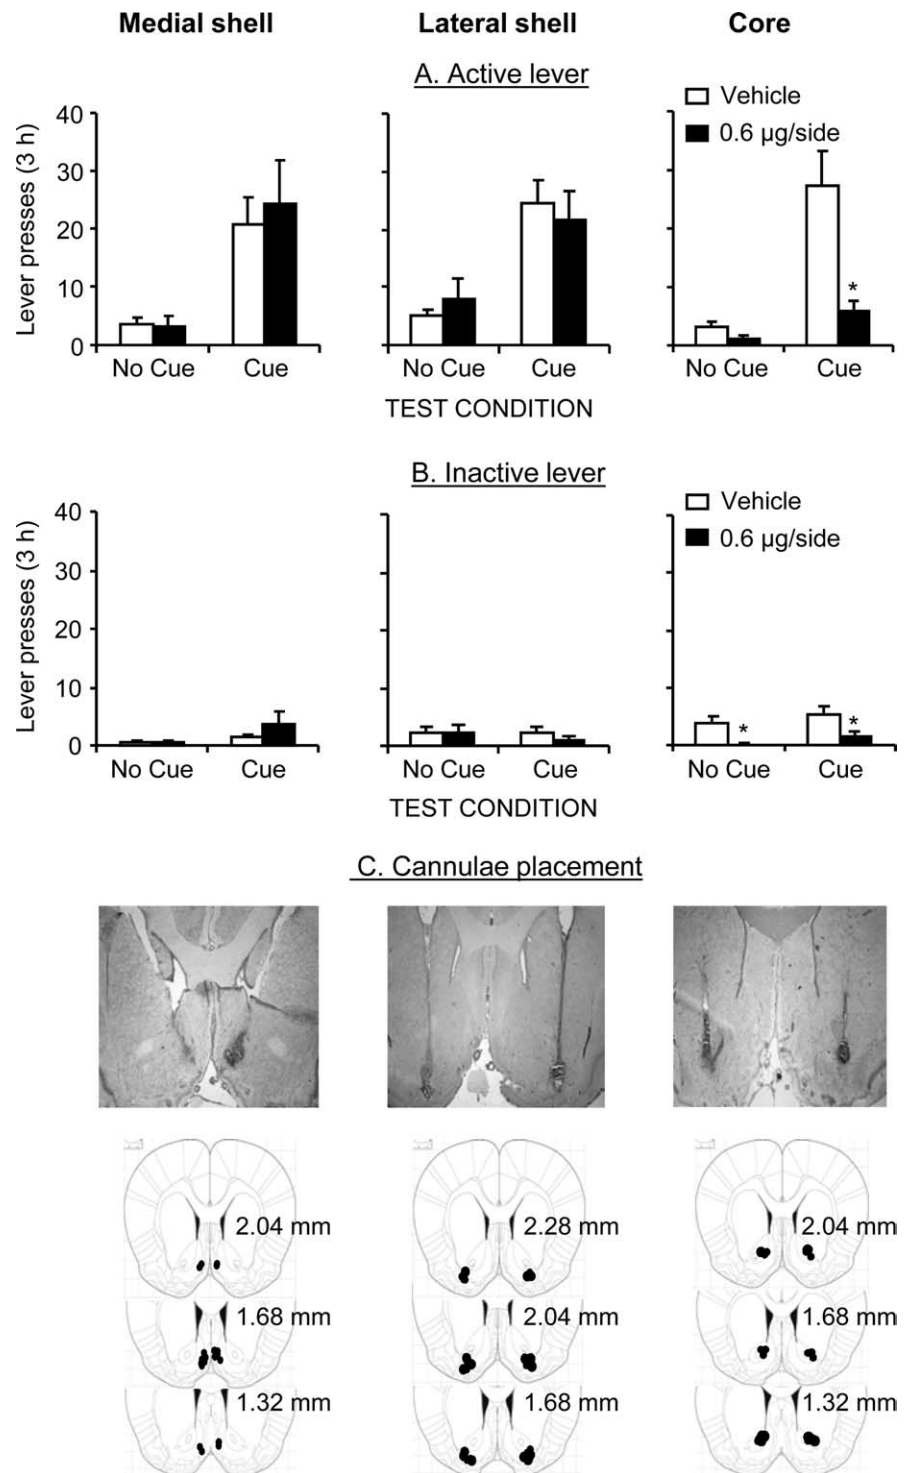 Medial shell Lateral shell Core
A. Active lever
Vehicle
0.6 µg/side
Lever presses (3 h)
40
30
20
10
0
*
No Cue Cue No Cue Cue No Cue Cue
TEST CONDITION
B. Inactive lever
Vehicle
0.6 µg/side
Lever presses (3 h)
40
30
20
10
0
* *
No Cue Cue No Cue Cue No Cue Cue
TEST CONDITION
C. Cannulae placement
2.04 mm 2.28 mm 2.04 mm
1.68 mm 2.04 mm 1.68 mm
1.32 mm 1.68 mm 1.32 mm